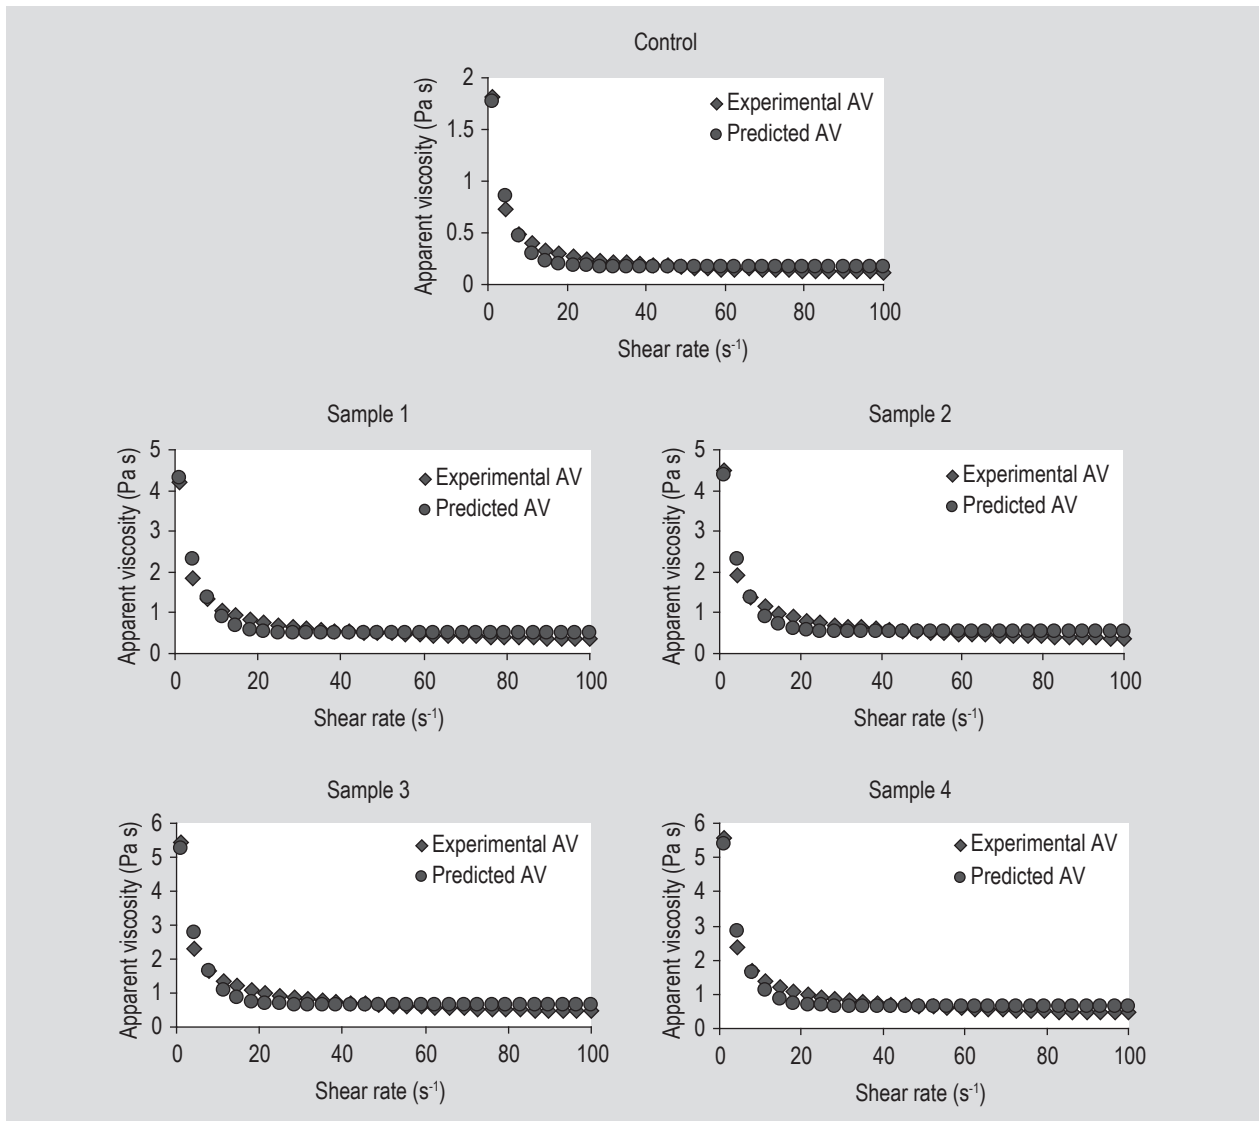 Control
Apparent viscosity (Pa s)
2
1.5
1
0.5
0
Experimental AV
Predicted AV
0 20 40 60 80 100
Shear rate (s⁻¹)
Sample 1
Apparent viscosity (Pa s)
5
4
3
2
1
0
Experimental AV
Predicted AV
0 20 40 60 80 100
Shear rate (s⁻¹)
Sample 2
Apparent viscosity (Pa s)
5
4
3
2
1
0
Experimental AV
Predicted AV
0 20 40 60 80 100
Shear rate (s⁻¹)
Sample 3
Apparent viscosity (Pa s)
6
5
4
3
2
1
0
Experimental AV
Predicted AV
0 20 40 60 80 100
Shear rate (s⁻¹)
Sample 4
Apparent viscosity (Pa s)
6
5
4
3
2
1
0
Experimental AV
Predicted AV
0 20 40 60 80 100
Shear rate (s⁻¹)